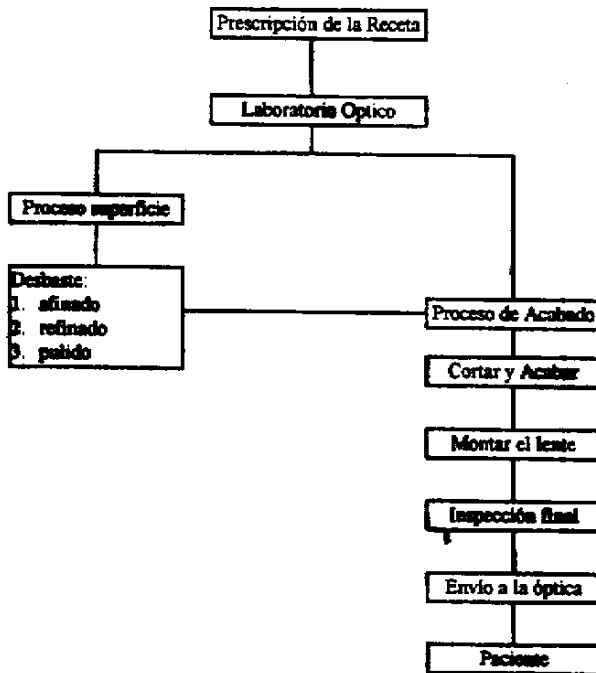 Prescripción de la Receta
Laboratorio Optico
Proceso superficie
Desbaste:
1. afinado
2. refinado
3. pulido
Proceso de Acabado
Cortar y Acabar
Montar el lente
Inspección final
Envío a la óptica
Paciente